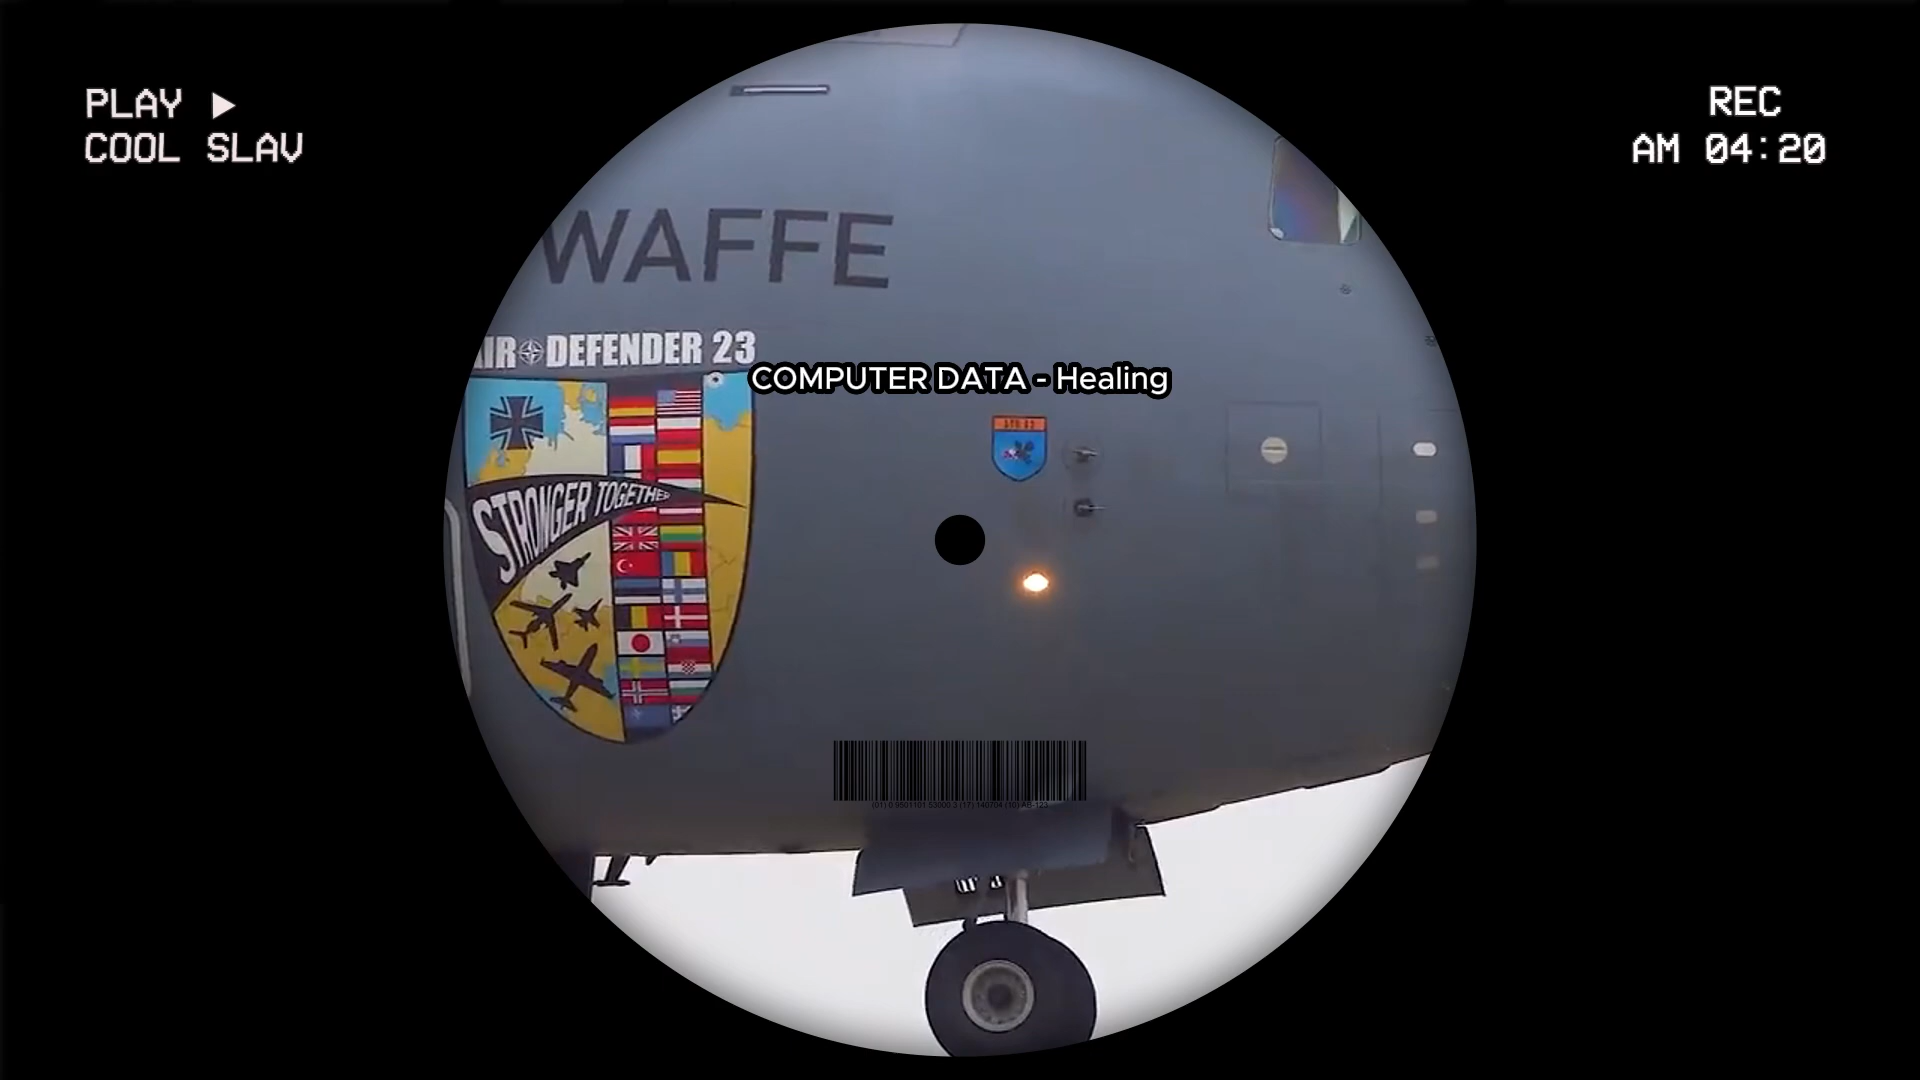 PLAY ▶
COOL SLAV
REC
AM 04:20
WAFFE
AIR DEFENDER 23
COMPUTER DATA - Healing
STRONGER TOGETHER